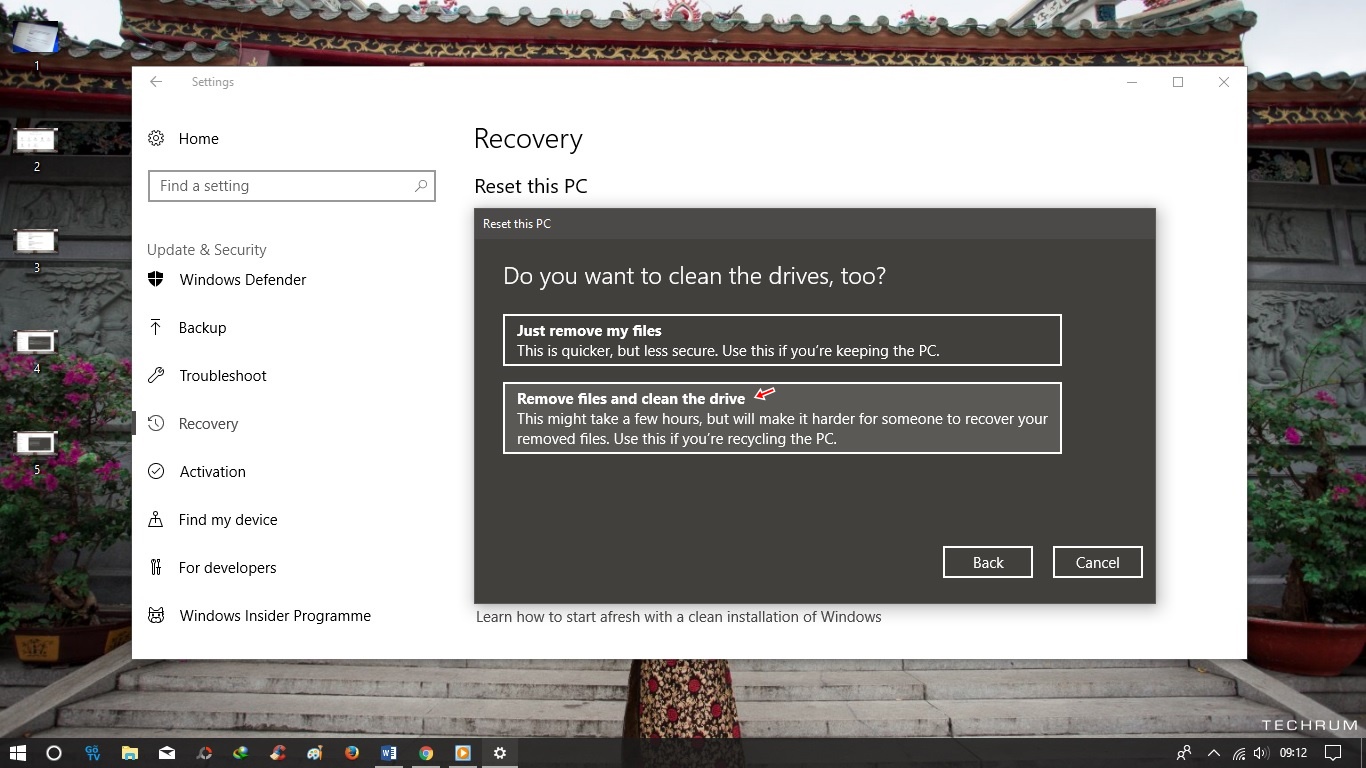 1
2
3
4
5
Settings
Home
Find a setting
Update & Security
Windows Defender
Backup
Troubleshoot
Recovery
Activation
Find my device
For developers
Windows Insider Programme
Recovery
Reset this PC
Reset this PC
Do you want to clean the drives, too?
Just remove my files
This is quicker, but less secure. Use this if you're keeping the PC.
Remove files and clean the drive
This might take a few hours, but will make it harder for someone to recover your
removed files. Use this if you're recycling the PC.
Back
Cancel
Learn how to start afresh with a clean installation of Windows
TECHRUM
Gö
TV
W
09:12